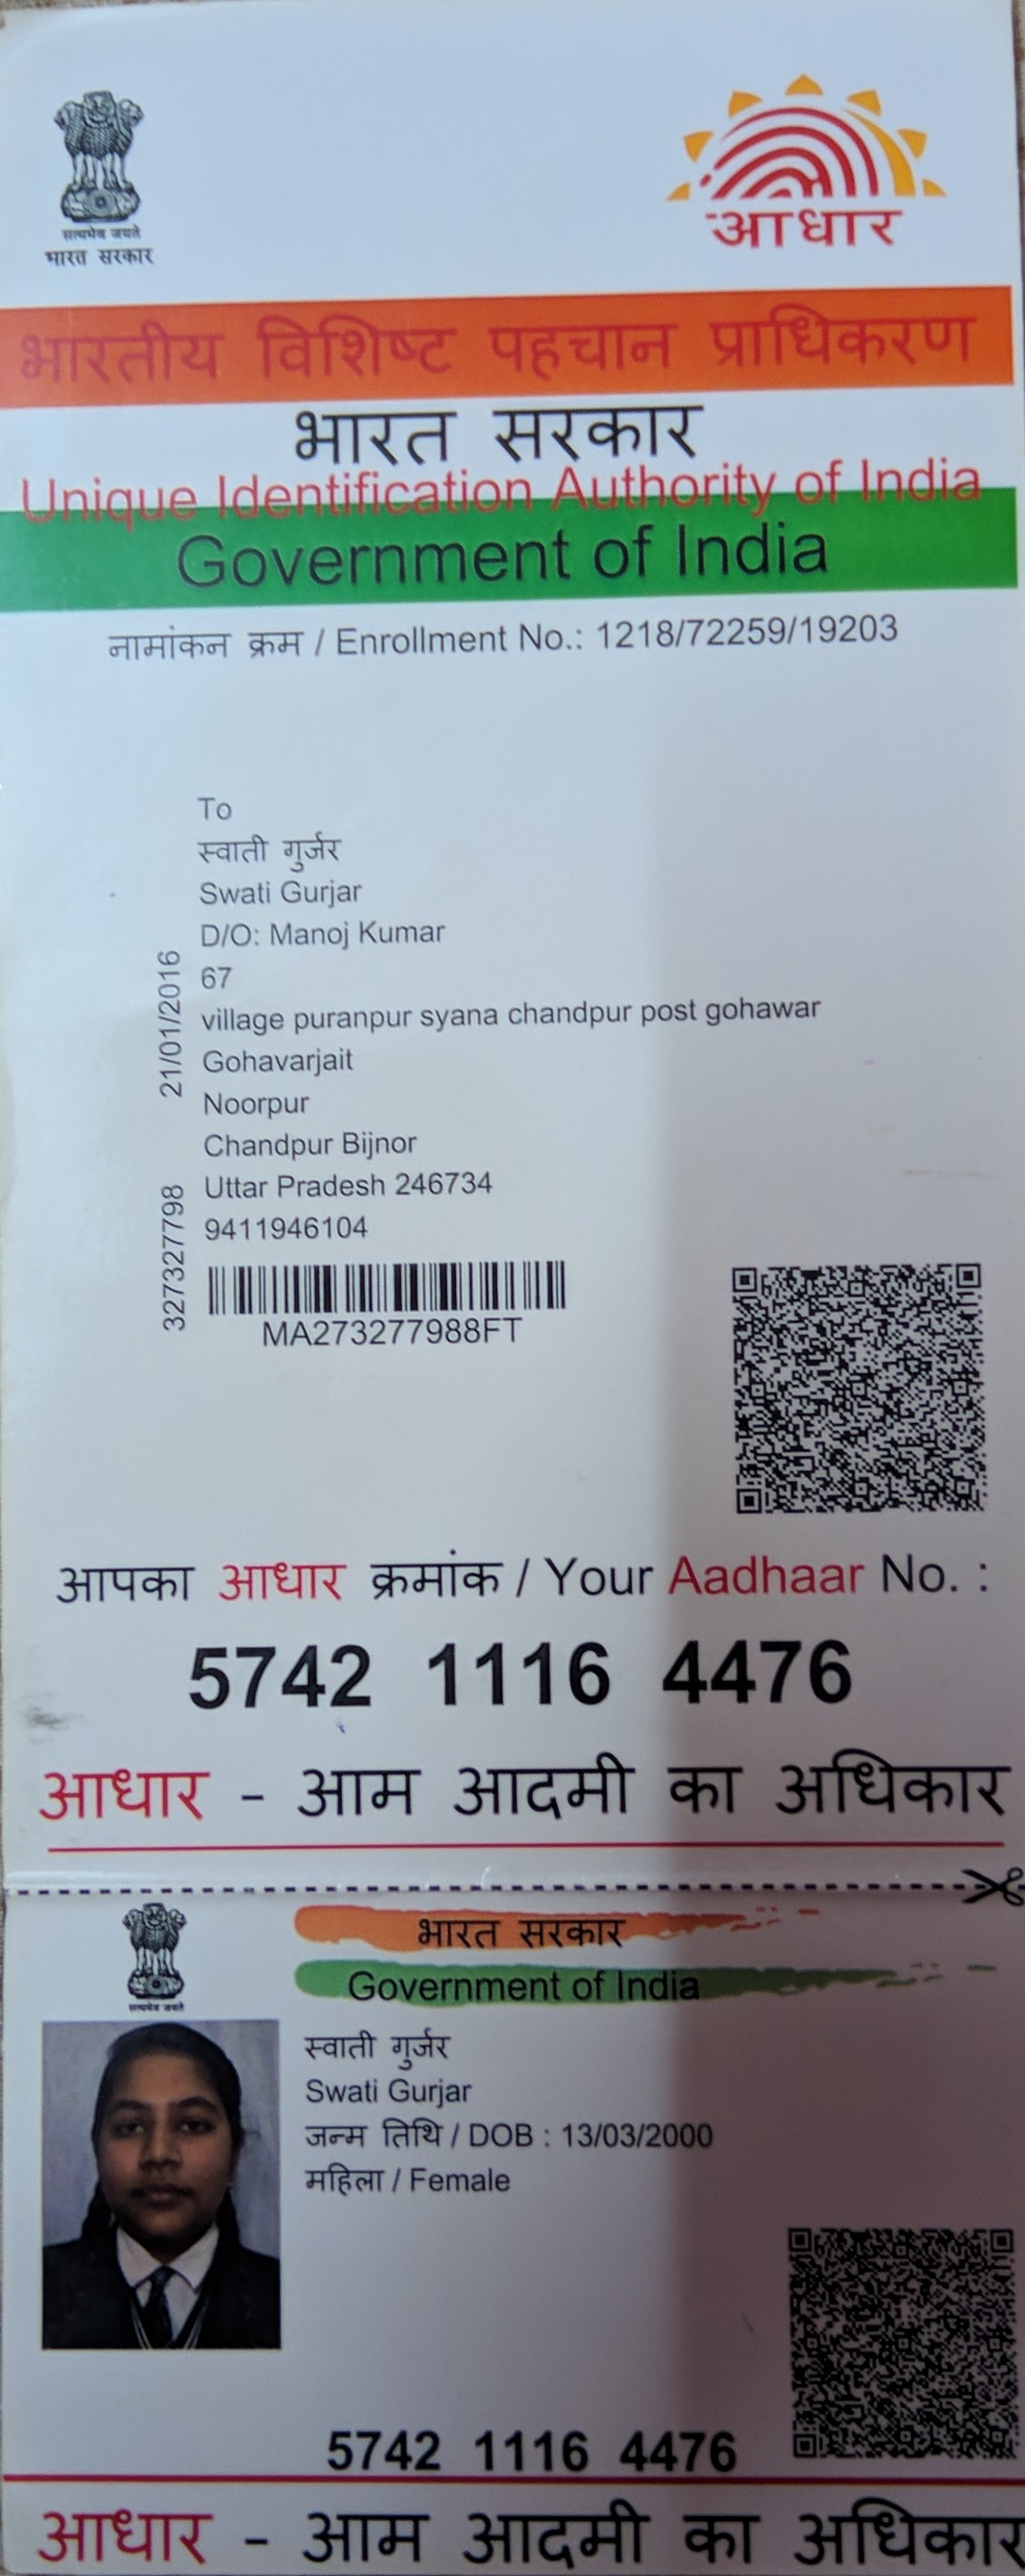 सत्यमेव जयते
भारत सरकार
आधार
भारतीय विशिष्ट पहचान प्राधिकरण
भारत सरकार
Unique Identification Authority of India
Government of India
नामांकन क्रम / Enrollment No.: 1218/72259/19203
To
स्वाती गुर्जर
Swati Gurjar
D/O: Manoj Kumar
67
village puranpur syana chandpur post gohawar
Gohavarjait
Noorpur
Chandpur Bijnor
Uttar Pradesh 246734
9411946104
21/01/2016
327327798
MA273277988FT
आपका आधार क्रमांक / Your Aadhaar No. :
5742 1116 4476
आधार - आम आदमी का अधिकार
सत्यमेव जयते
भारत सरकार
Government of India
स्वाती गुर्जर
Swati Gurjar
जन्म तिथि / DOB : 13/03/2000
महिला / Female
5742 1116 4476
आधार - आम आदमी का अधिकार